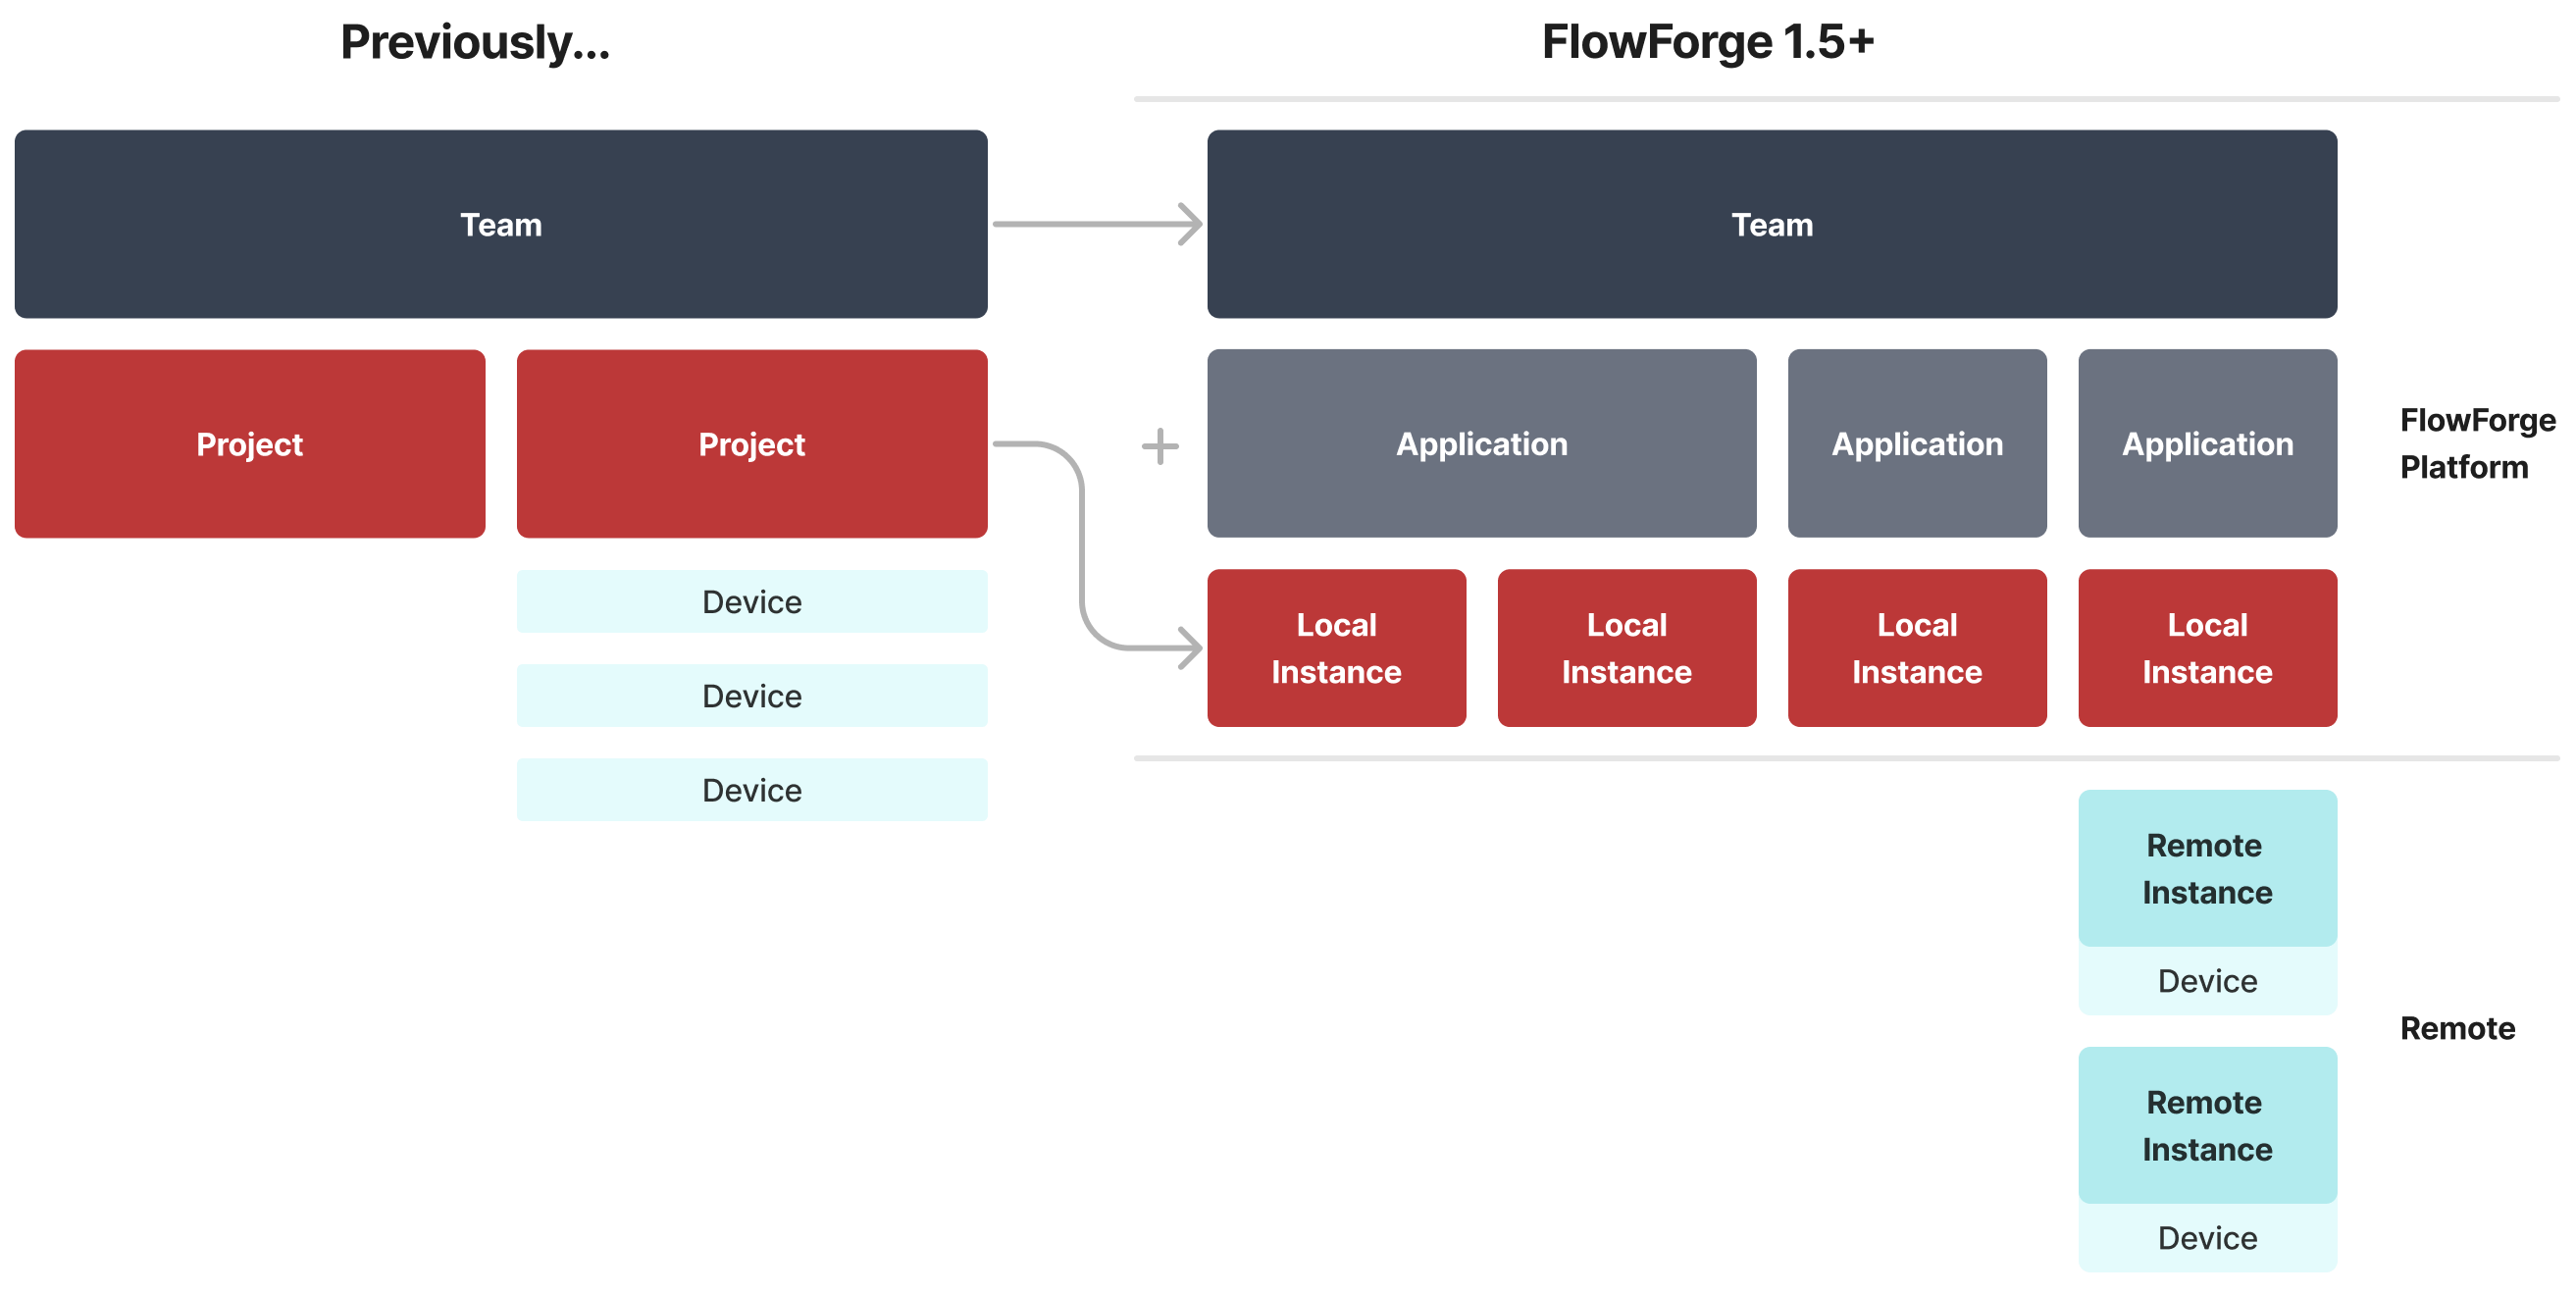 Previously...
FlowForge 1.5+
Team
Team
Project
Project
+
Application
Application
Application
FlowForge
Platform
Device
Device
Device
Local
Instance
Local
Instance
Local
Instance
Local
Instance
Remote
Instance
Device
Remote
Remote
Instance
Device